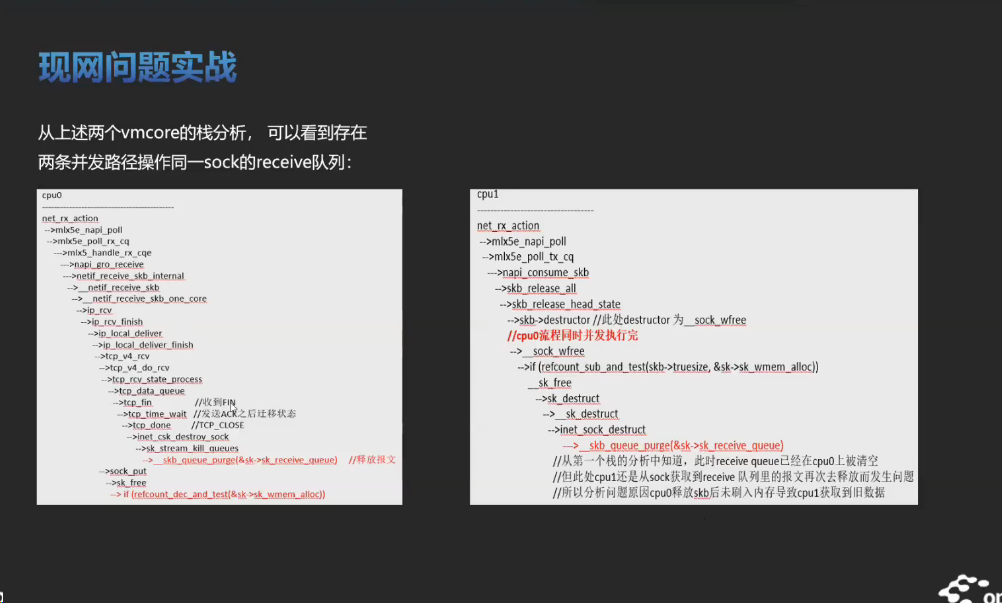 现网问题实战
从上述两个vmcore的栈分析， 可以看到存在
两条并发路径操作同一sock的receive队列：
cpu0
--------------------------------------------
net_rx_action
-->mlx5e_napi_poll
-->mlx5e_poll_rx_cq
--->mlx5_handle_rx_cqe
--->napi_gro_receive
--->netif_receive_skb_internal
-->__netif_receive_skb
-->__netif_receive_skb_one_core
-->ip_rcv
-->ip_rcv_finish
-->ip_local_deliver
-->ip_local_deliver_finish
-->tcp_v4_rcv
-->tcp_v4_do_rcv
-->tcp_rcv_state_process
-->tcp_data_queue
-->tcp_fin //收到FIN
-->tcp_time_wait //发送ACK之后迁移状态
-->tcp_done //TCP_CLOSE
-->inet_csk_destroy_sock
-->sk_stream_kill_queues
-->__skb_queue_purge(&sk->sk_receive_queue) //释放报文
-->sock_put
-->sk_free
--> if (refcount_dec_and_test(&sk->sk_wmem_alloc))
cpu1
-----------------------------------
net_rx_action
-->mlx5e_napi_poll
-->mlx5e_poll_tx_cq
--->napi_consume_skb
-->skb_release_all
-->skb_release_head_state
-->skb->destructor //此处destructor 为__sock_wfree
//cpu0流程同时并发执行完
-->__sock_wfree
-->if (refcount_sub_and_test(skb->truesize, &sk->sk_wmem_alloc))
__sk_free
-->sk_destruct
-->__sk_destruct
-->inet_sock_destruct
--->__skb_queue_purge(&sk->sk_receive_queue)
//从第一个栈的分析中知道，此时receive queue已经在cpu0上被清空
//但此处cpu1还是从sock获取到receive 队列里的报文再次去释放而发生问题
//所以分析问题原因cpu0释放skb后未刷入内存导致cpu1获取到旧数据